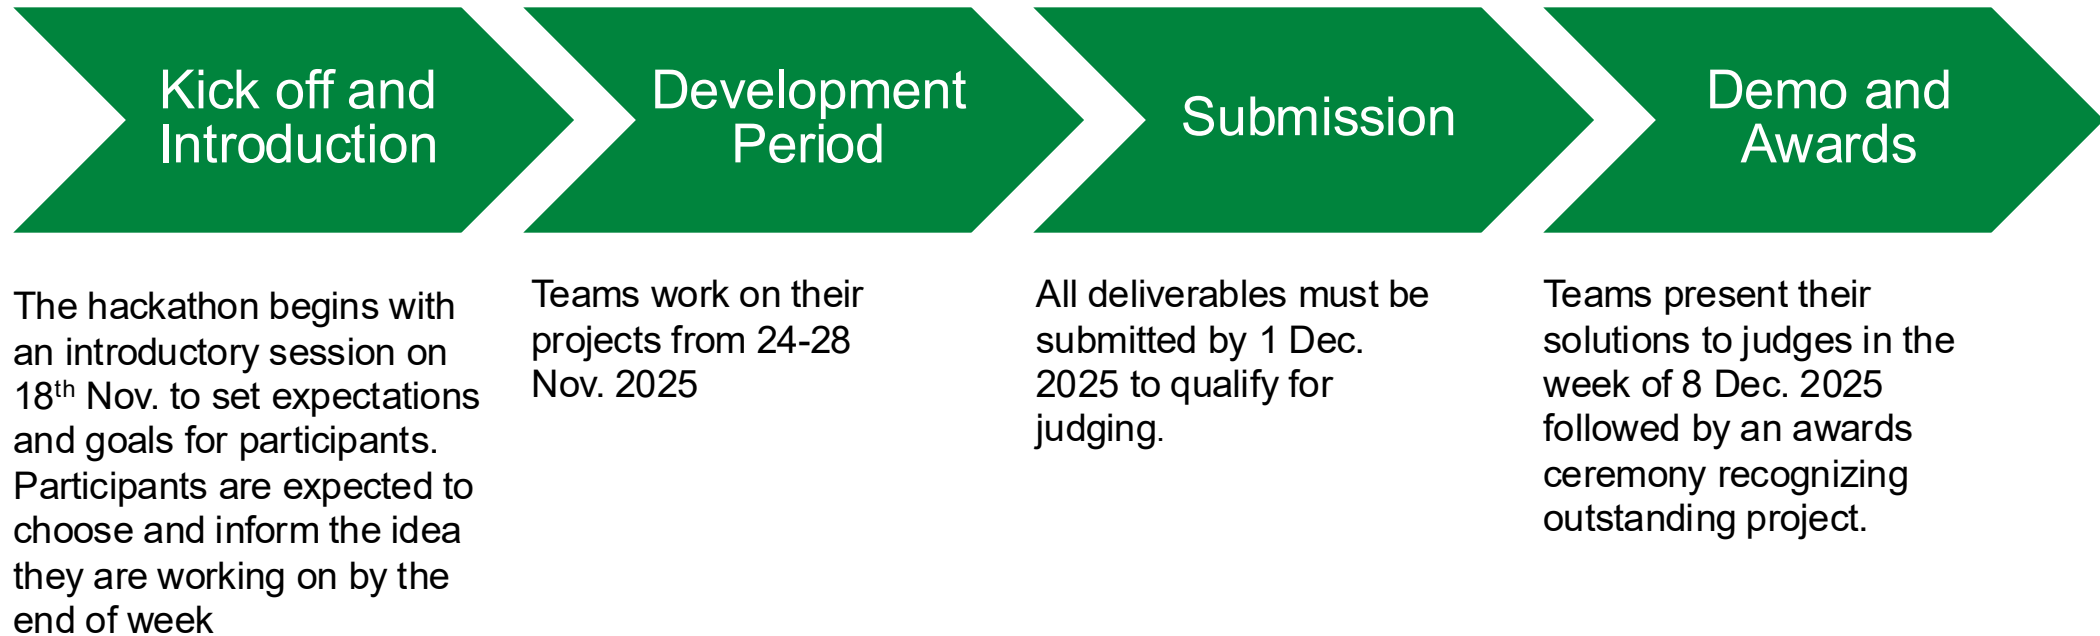 Kick off and
Introduction
Development
Period
Submission
Demo and
Awards
The hackathon begins with
an introductory session on
18th Nov. to set expectations
and goals for participants.
Participants are expected to
choose and inform the idea
they are working on by the
end of week
Teams work on their
projects from 24-28
Nov. 2025
All deliverables must be
submitted by 1 Dec.
2025 to qualify for
judging.
Teams present their
solutions to judges in the
week of 8 Dec. 2025
followed by an awards
ceremony recognizing
outstanding project.